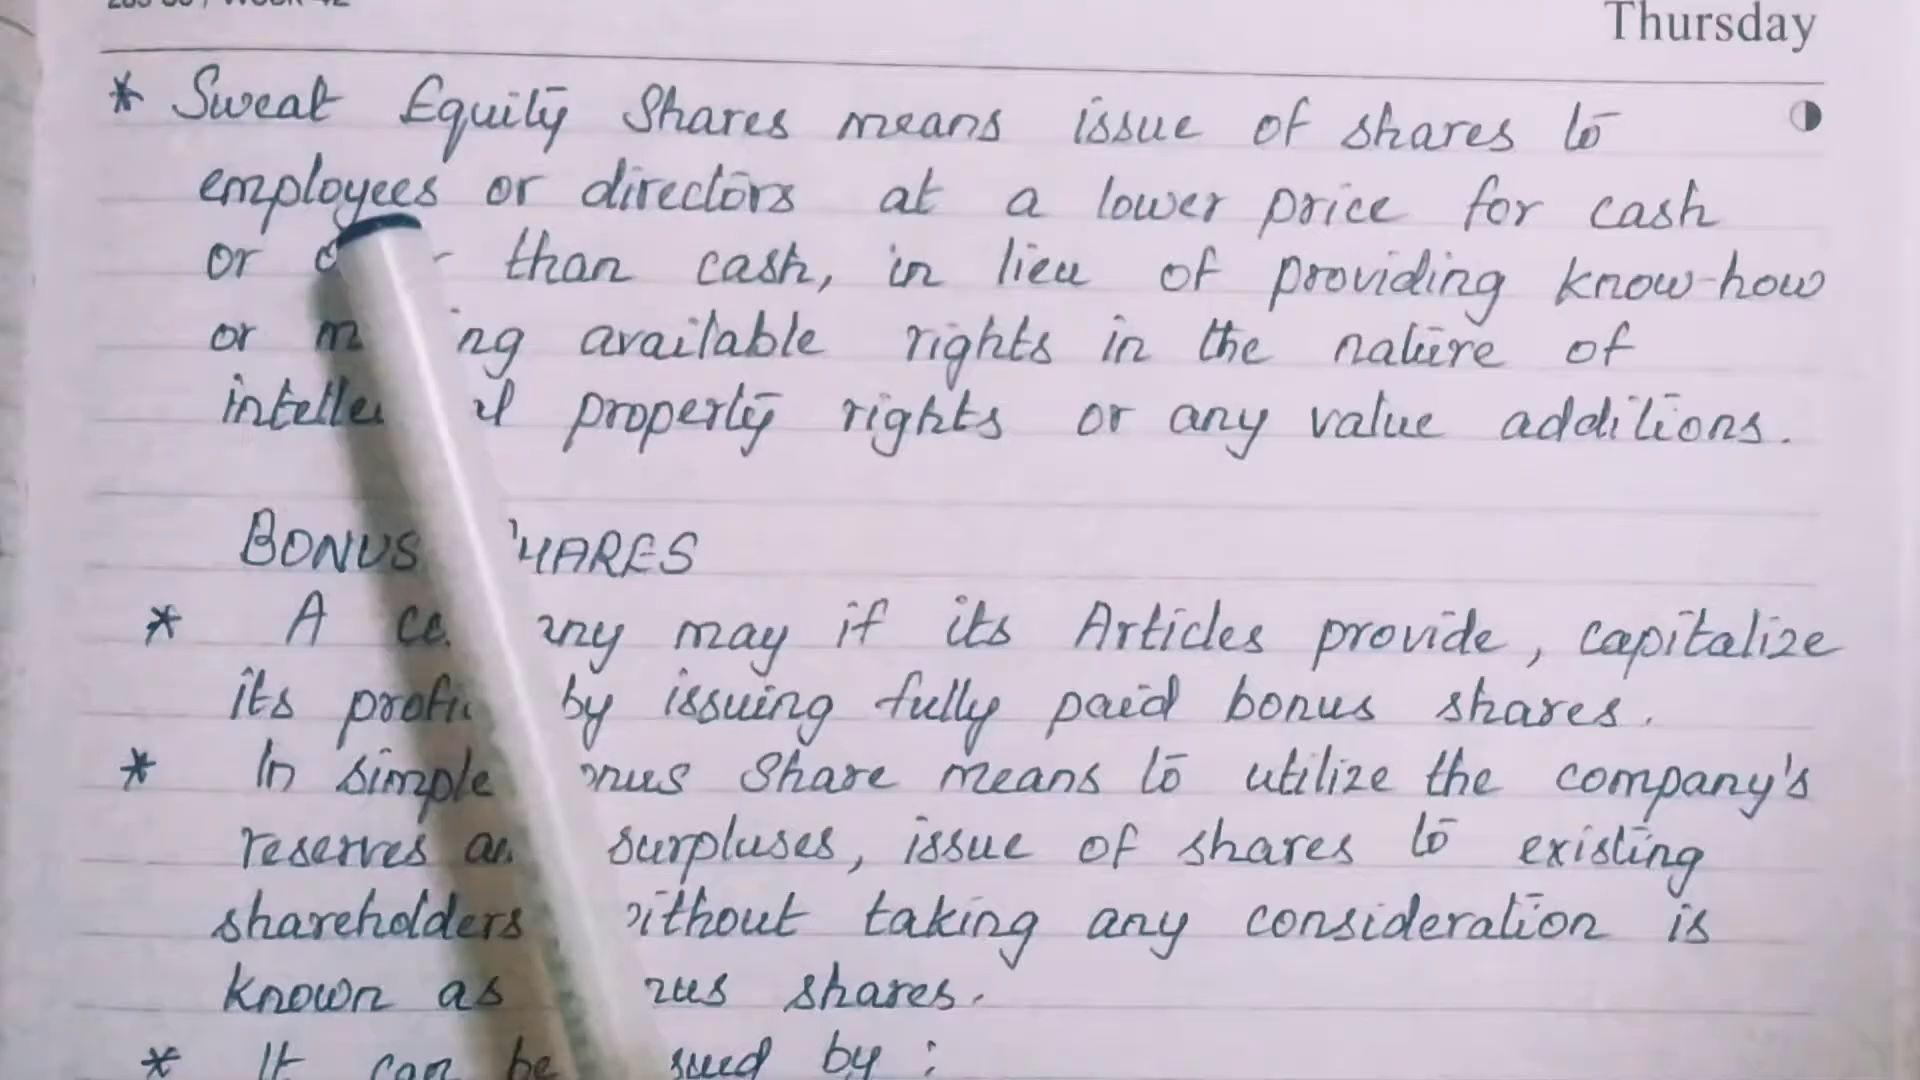 Thursday
* Sweat Equity Shares means issue of shares to
employees or directors at a lower price for cash
or than cash, in lieu of providing know-how
or available rights in the nature of
property rights or any value additions.
BONUS
* A may if its Articles provide, capitalize
its by issuing fully paid bonus shares.
* In simple Share means to utilize the company's
reserves surpluses, issue of shares to existing
shareholders taking any consideration is
known as shares.
* It can be by :